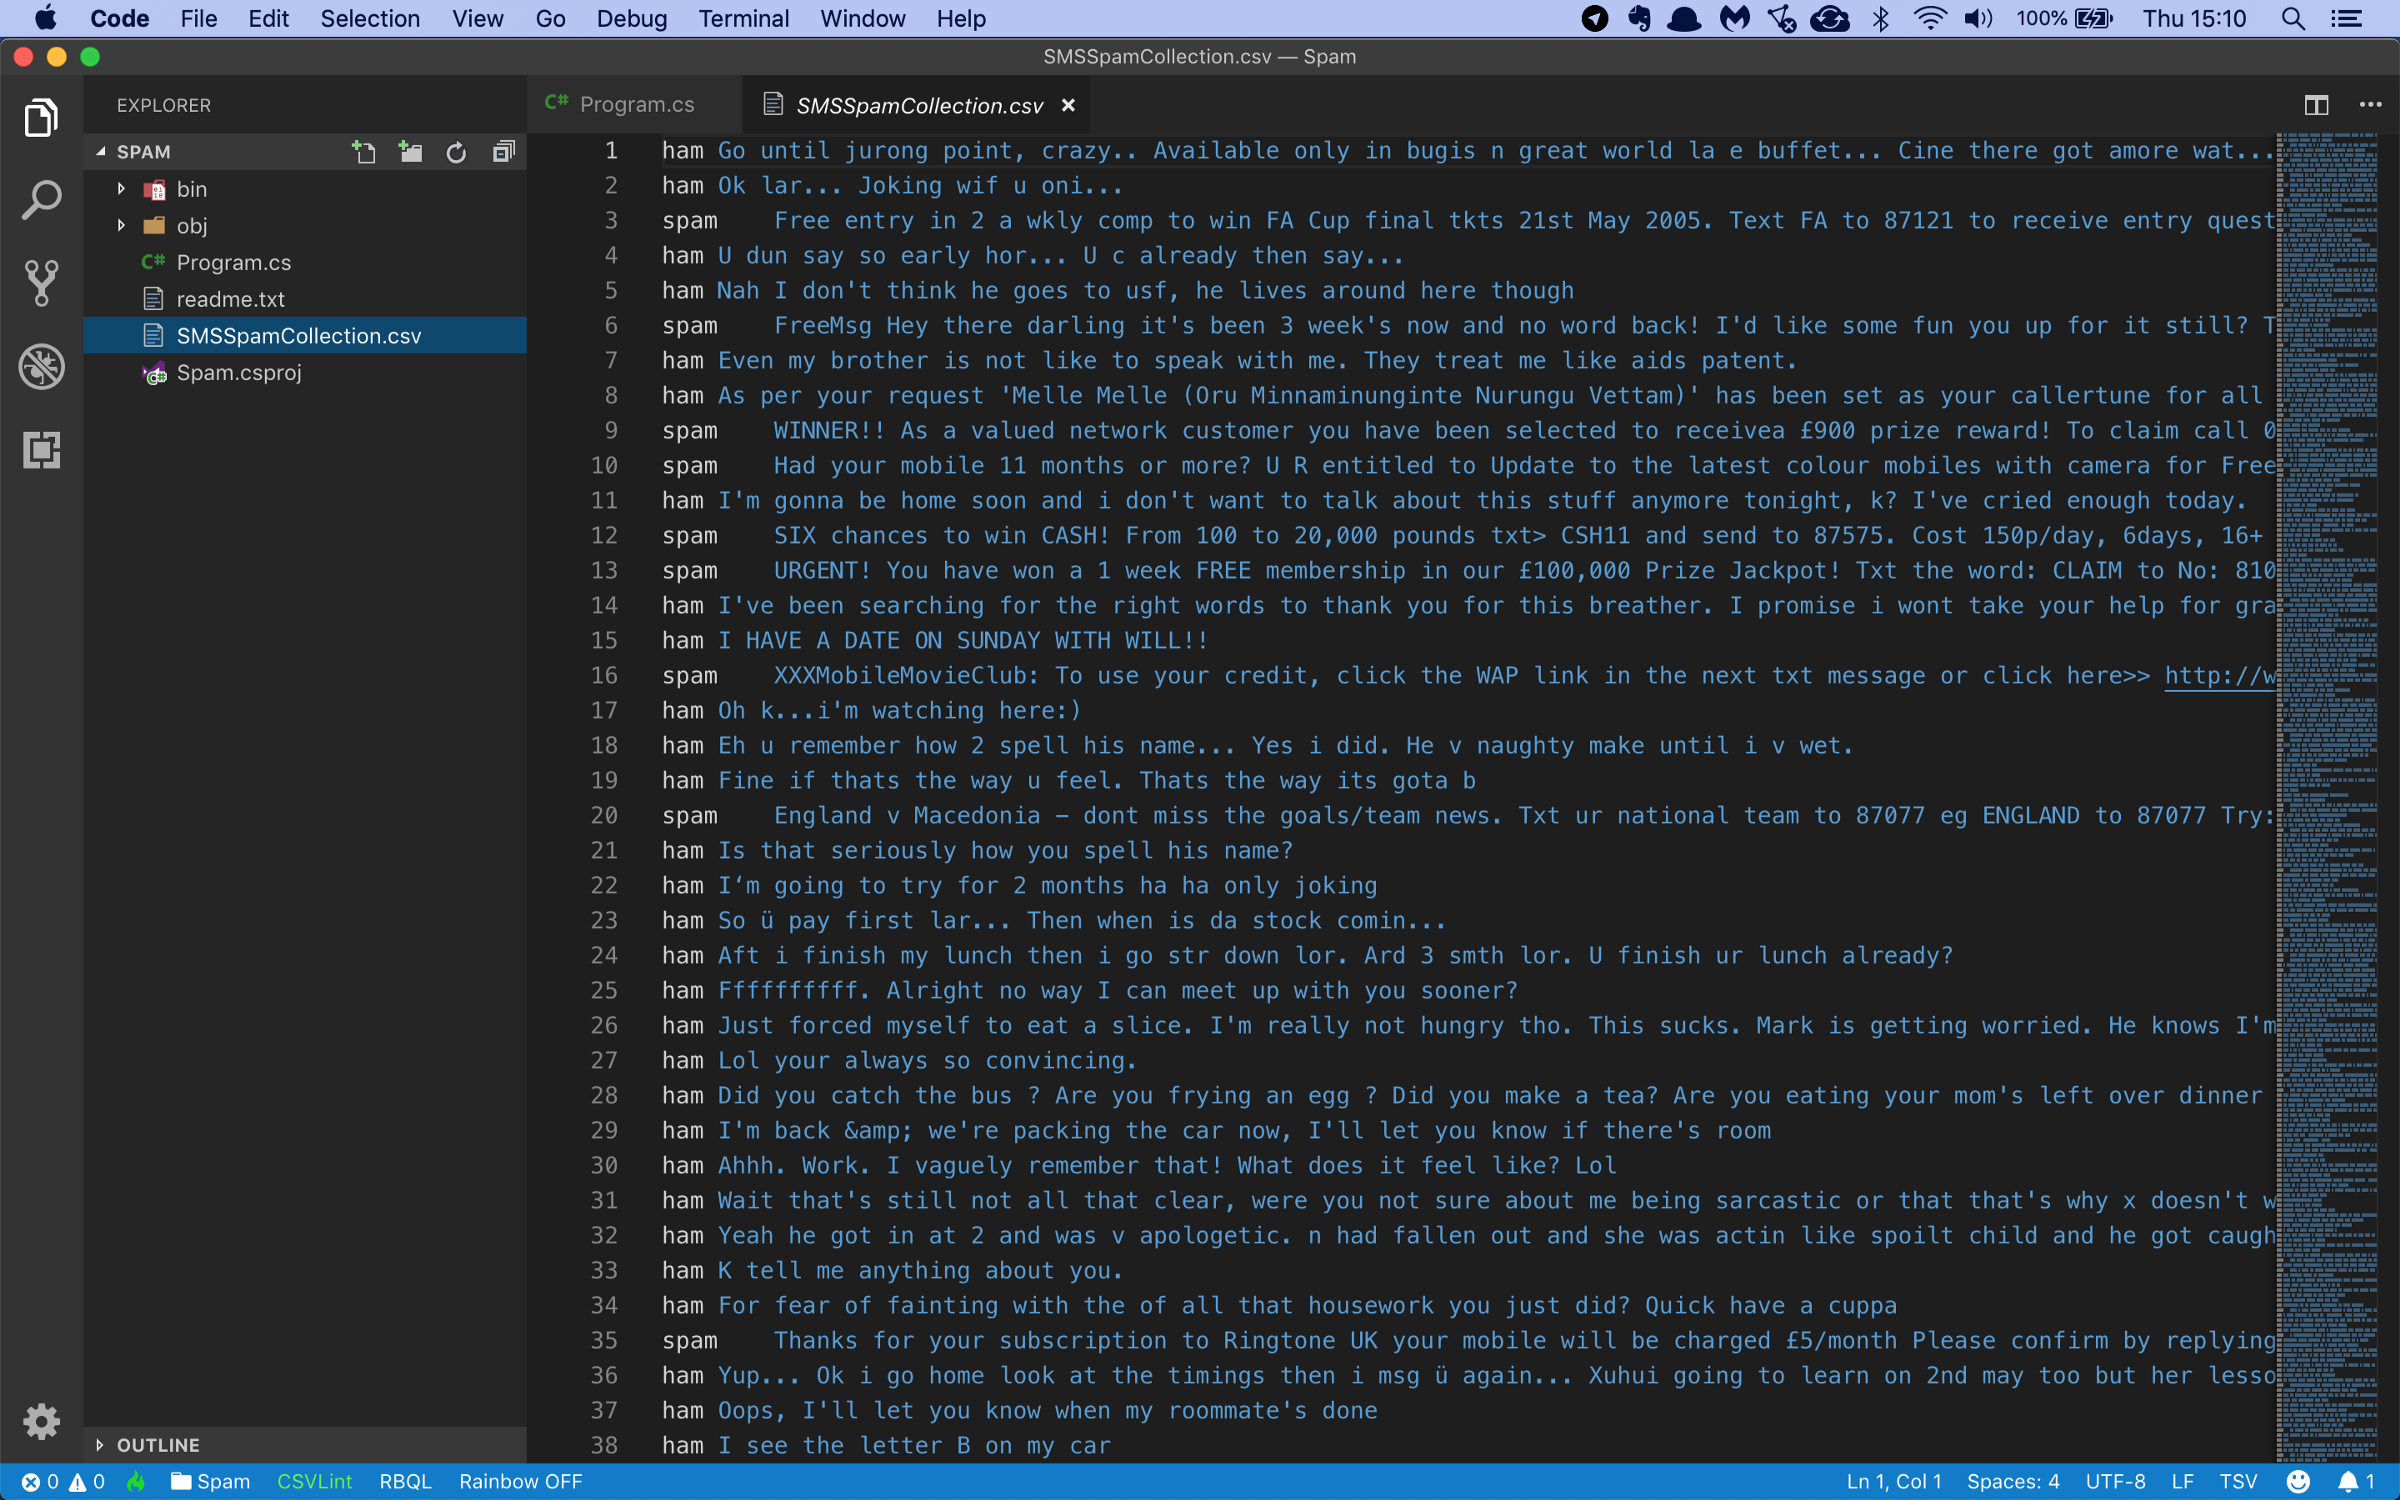 Code File Edit Selection View Go Debug Terminal Window Help 100% Thu 15:10
SMSSpamCollection.csv — Spam
EXPLORER
SPAM
bin
obj
C# Program.cs
readme.txt
SMSSpamCollection.csv
Spam.csproj
OUTLINE
C# Program.cs SMSSpamCollection.csv ×
1 ham Go until jurong point, crazy.. Available only in bugis n great world la e buffet... Cine there got amore wat...
2 ham Ok lar... Joking wif u oni...
3 spam Free entry in 2 a wkly comp to win FA Cup final tkts 21st May 2005. Text FA to 87121 to receive entry quest
4 ham U dun say so early hor... U c already then say...
5 ham Nah I don't think he goes to usf, he lives around here though
6 spam FreeMsg Hey there darling it's been 3 week's now and no word back! I'd like some fun you up for it still? T
7 ham Even my brother is not like to speak with me. They treat me like aids patent.
8 ham As per your request 'Melle Melle (Oru Minnaminunginte Nurungu Vettam)' has been set as your callertune for all
9 spam WINNER!! As a valued network customer you have been selected to receivea £900 prize reward! To claim call 0
10 spam Had your mobile 11 months or more? U R entitled to Update to the latest colour mobiles with camera for Free
11 ham I'm gonna be home soon and i don't want to talk about this stuff anymore tonight, k? I've cried enough today.
12 spam SIX chances to win CASH! From 100 to 20,000 pounds txt> CSH11 and send to 87575. Cost 150p/day, 6days, 16+
13 spam URGENT! You have won a 1 week FREE membership in our £100,000 Prize Jackpot! Txt the word: CLAIM to No: 810
14 ham I've been searching for the right words to thank you for this breather. I promise i wont take your help for gra
15 ham I HAVE A DATE ON SUNDAY WITH WILL!!
16 spam XXXMobileMovieClub: To use your credit, click the WAP link in the next txt message or click here>> http://w
17 ham Oh k...i'm watching here:)
18 ham Eh u remember how 2 spell his name... Yes i did. He v naughty make until i v wet.
19 ham Fine if thats the way u feel. Thats the way its gota b
20 spam England v Macedonia - dont miss the goals/team news. Txt ur national team to 87077 eg ENGLAND to 87077 Try:
21 ham Is that seriously how you spell his name?
22 ham I‘m going to try for 2 months ha ha only joking
23 ham So ü pay first lar... Then when is da stock comin...
24 ham Aft i finish my lunch then i go str down lor. Ard 3 smth lor. U finish ur lunch already?
25 ham Ffffffffff. Alright no way I can meet up with you sooner?
26 ham Just forced myself to eat a slice. I'm really not hungry tho. This sucks. Mark is getting worried. He knows I'm
27 ham Lol your always so convincing.
28 ham Did you catch the bus ? Are you frying an egg ? Did you make a tea? Are you eating your mom's left over dinner
29 ham I'm back &amp; we're packing the car now, I'll let you know if there's room
30 ham Ahhh. Work. I vaguely remember that! What does it feel like? Lol
31 ham Wait that's still not all that clear, were you not sure about me being sarcastic or that that's why x doesn't w
32 ham Yeah he got in at 2 and was v apologetic. n had fallen out and she was actin like spoilt child and he got caugh
33 ham K tell me anything about you.
34 ham For fear of fainting with the of all that housework you just did? Quick have a cuppa
35 spam Thanks for your subscription to Ringtone UK your mobile will be charged £5/month Please confirm by replying
36 ham Yup... Ok i go home look at the timings then i msg ü again... Xuhui going to learn on 2nd may too but her lesso
37 ham Oops, I'll let you know when my roommate's done
38 ham I see the letter B on my car
0 0 Spam CSVLint RBQL Rainbow OFF Ln 1, Col 1 Spaces: 4 UTF-8 LF TSV 1